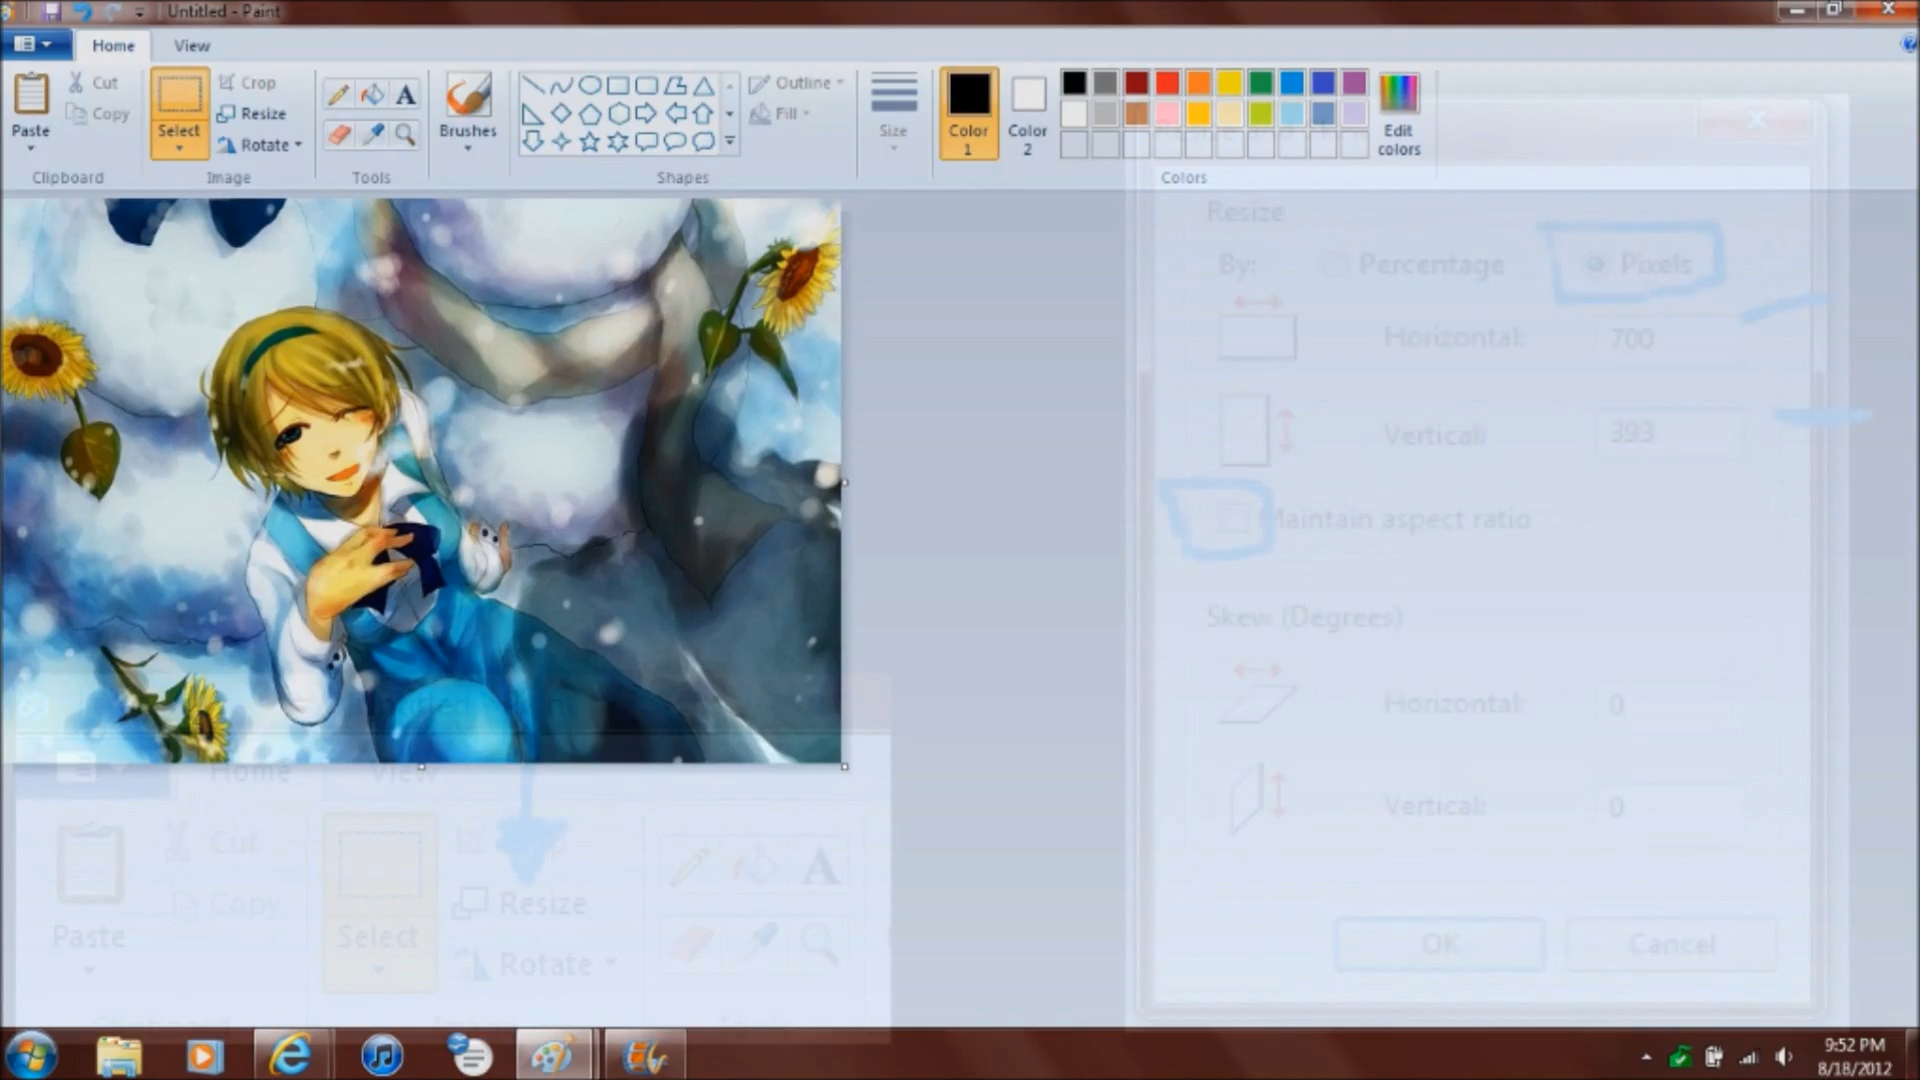 Untitled - Paint
Home
View
Cut
Copy
Paste
Clipboard
Crop
Resize
Rotate
Select
Image
A
Tools
Brushes
Shapes
Outline
Fill
Size
Color
1
Color
2
Edit
colors
Colors
Resize
By:
Percentage
Pixels
Horizontal:
700
Vertical:
393
Maintain aspect ratio
Skew (Degrees)
Horizontal:
0
Vertical:
0
OK
Cancel
Home
View
Cut
Copy
Paste
Select
Resize
Rotate
A
9:52 PM
8/18/2012